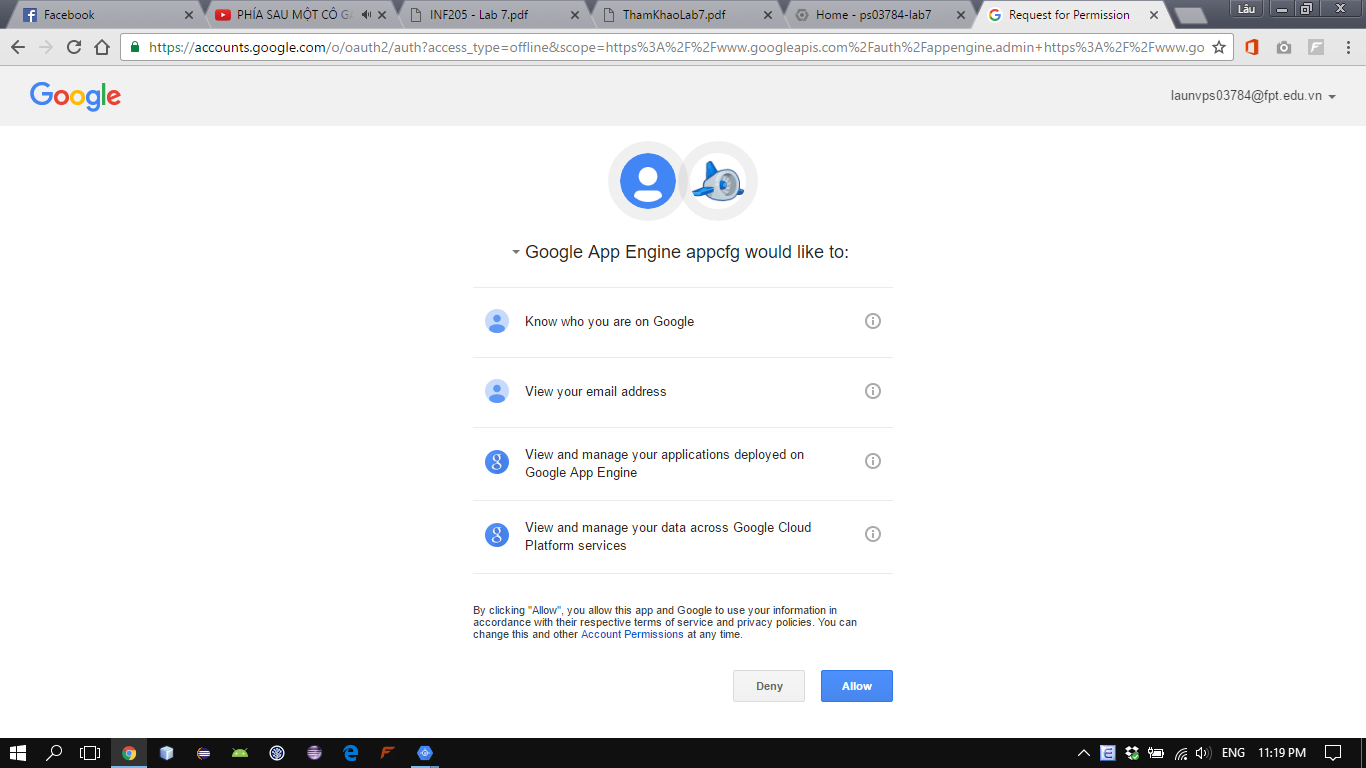 Facebook
PHÍA SAU MỘT CÔ GÁ
INF205 - Lab 7.pdf
ThamKhaoLab7.pdf
Home - ps03784-lab7
Request for Permission
Lâu
https://accounts.google.com/o/oauth2/auth?access_type=offline&scope=https%3A%2F%2Fwww.googleapis.com%2Fauth%2Fappengine.admin+https%3A%2F%2Fwww.go
Google
launvps03784@fpt.edu.vn
Google App Engine appcfg would like to:
Know who you are on Google
View your email address
View and manage your applications deployed on
Google App Engine
View and manage your data across Google Cloud
Platform services
By clicking "Allow", you allow this app and Google to use your information in
accordance with their respective terms of service and privacy policies. You can
change this and other Account Permissions at any time.
Deny
Allow
ENG
11:19 PM